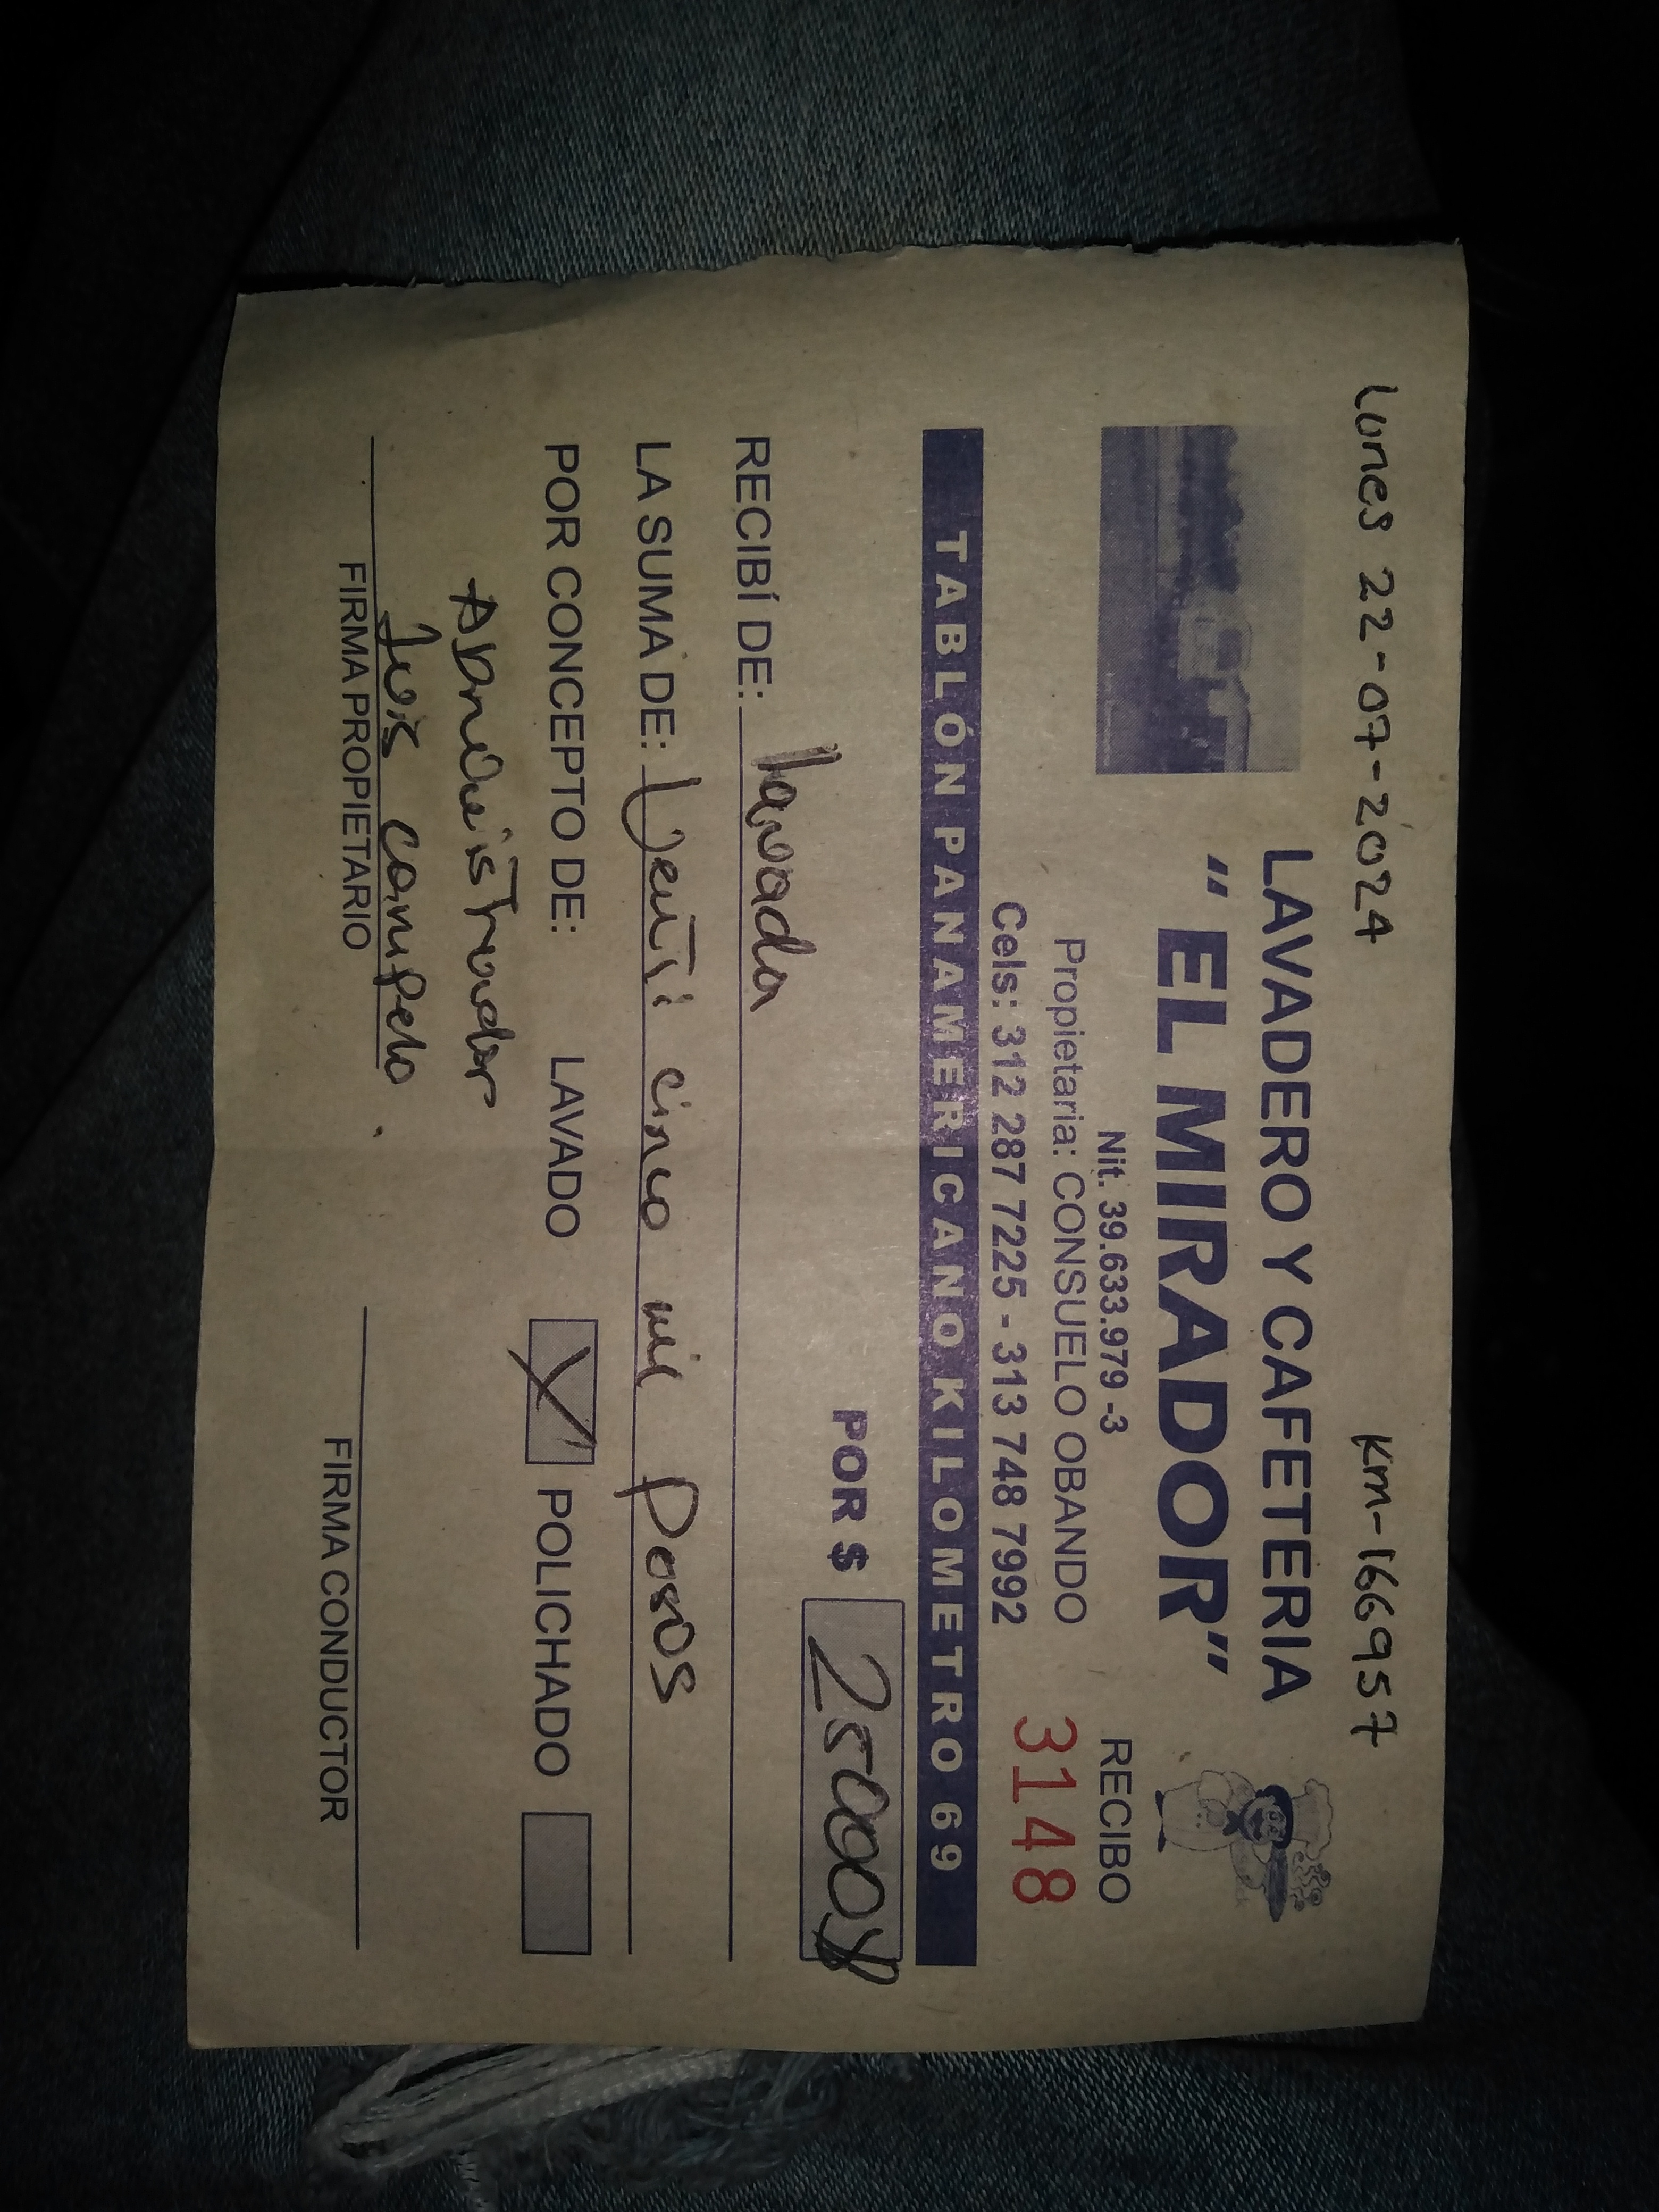 Lunes 22-07-2024 Km-166957
LAVADERO Y CAFETERIA
" EL MIRADOR"
Nit. 39.633.979 -3
Propietaria: CONSUELO OBANDO
Cels: 312 287 7225 - 313 748 7992
RECIBO
3148
TABLÓN PANAMERICANO KILOMETRO 69
POR $ 25000
RECIBÍ DE: lavada
LA SUMA DE: Veinti cinco mil Pesos
POR CONCEPTO DE: LAVADO X POLICHADO
Luis Campelo
FIRMA PROPIETARIO
FIRMA CONDUCTOR